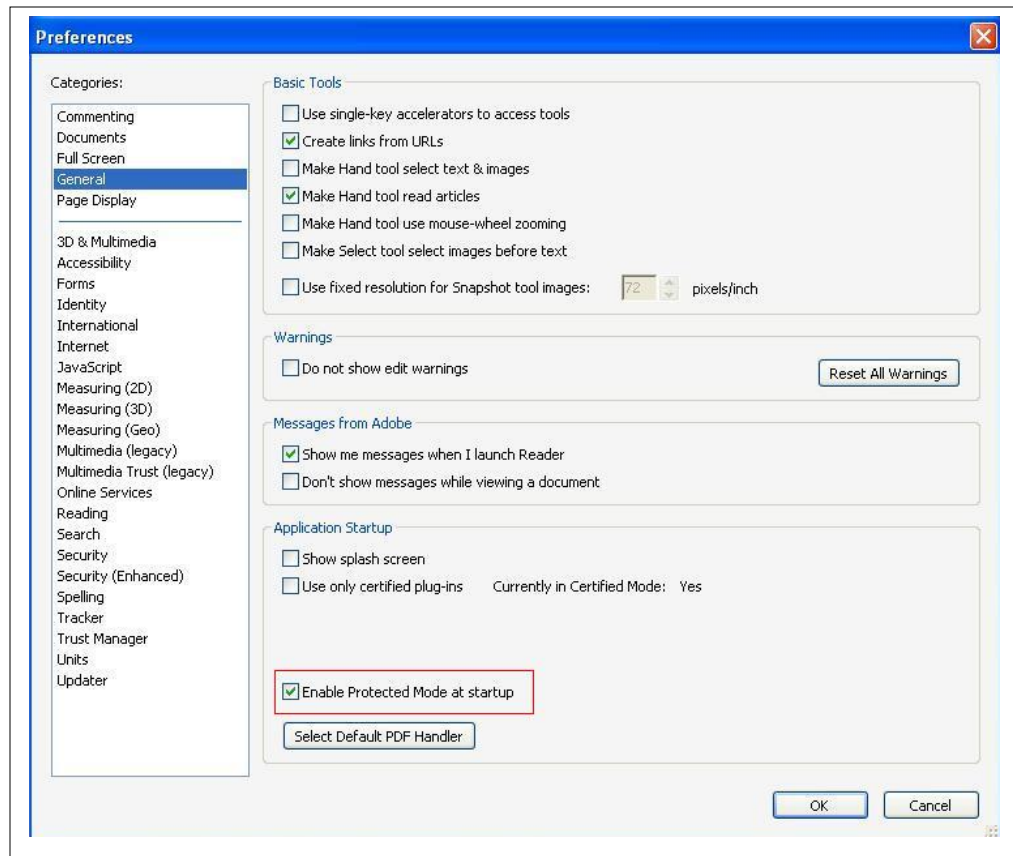 Preferences
Categories:
Commenting
Documents
Full Screen
General
Page Display
3D & Multimedia
Accessibility
Forms
Identity
International
Internet
JavaScript
Measuring (2D)
Measuring (3D)
Measuring (Geo)
Multimedia (legacy)
Multimedia Trust (legacy)
Online Services
Reading
Search
Security
Security (Enhanced)
Spelling
Tracker
Trust Manager
Units
Updater
Basic Tools
Use single-key accelerators to access tools
Create links from URLs
Make Hand tool select text & images
Make Hand tool read articles
Make Hand tool use mouse-wheel zooming
Make Select tool select images before text
Use fixed resolution for Snapshot tool images: 72 pixels/inch
Warnings
Do not show edit warnings Reset All Warnings
Messages from Adobe
Show me messages when I launch Reader
Don't show messages while viewing a document
Application Startup
Show splash screen
Use only certified plug-ins Currently in Certified Mode: Yes
Enable Protected Mode at startup
Select Default PDF Handler
OK Cancel